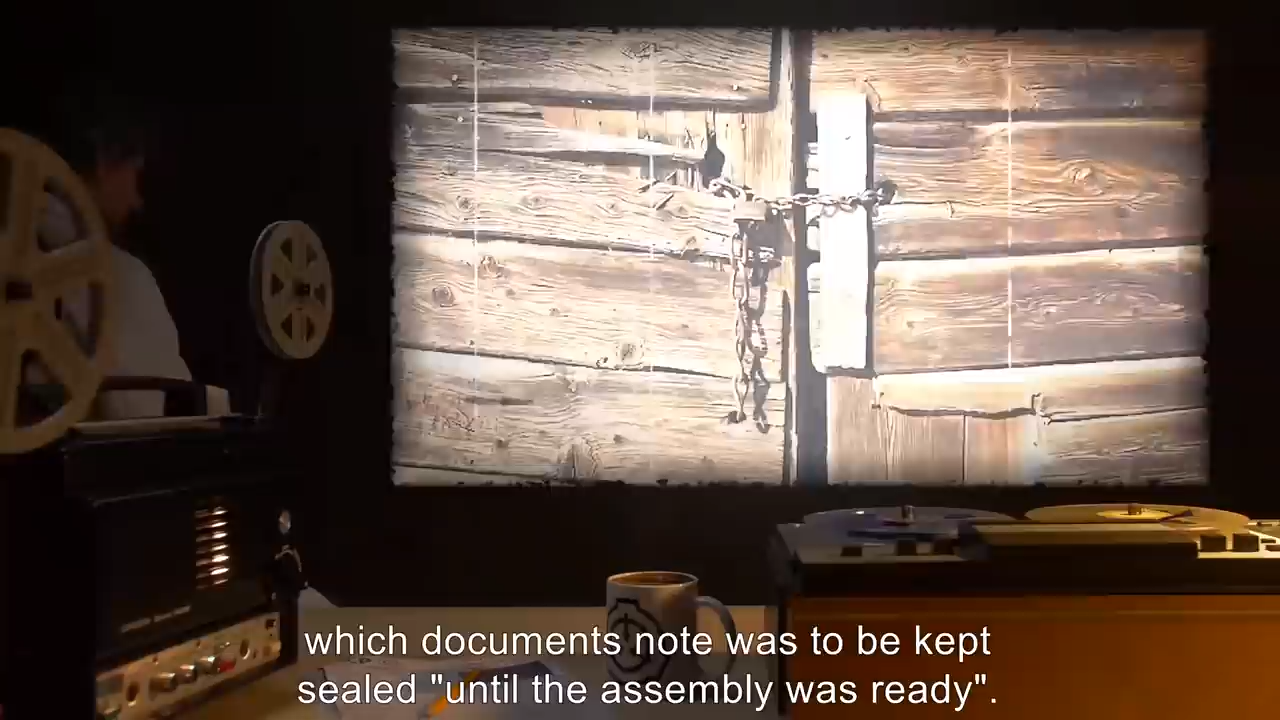 which documents note was to be kept
sealed "until the assembly was ready".